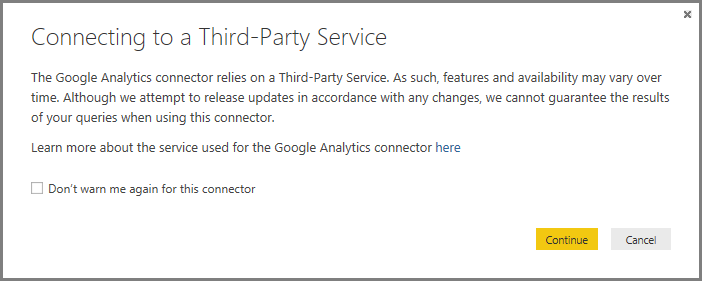 Connecting to a Third-Party Service
The Google Analytics connector relies on a Third-Party Service. As such, features and availability may vary over
time. Although we attempt to release updates in accordance with any changes, we cannot guarantee the results
of your queries when using this connector.
Learn more about the service used for the Google Analytics connector here
Don't warn me again for this connector
Continue Cancel